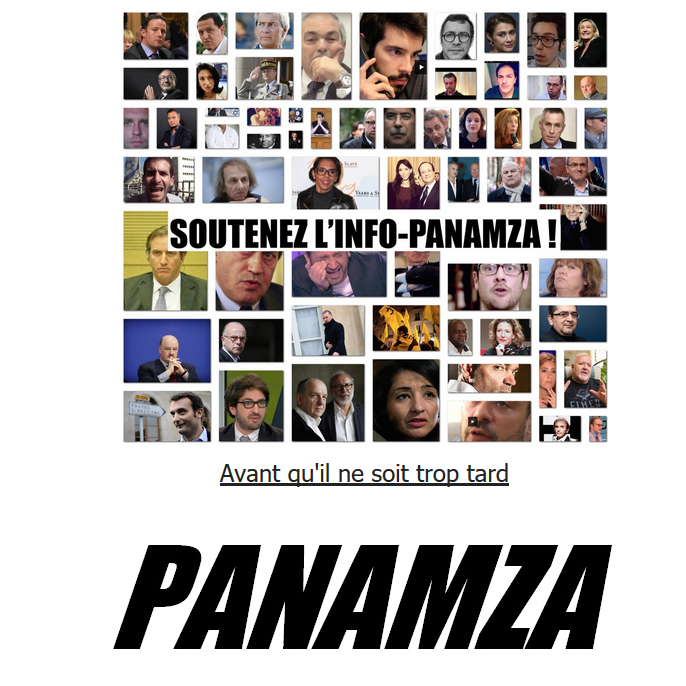 SOUTENEZ L'INFO-PANAMZA !
Avant qu'il ne soit trop tard
PANAMZA